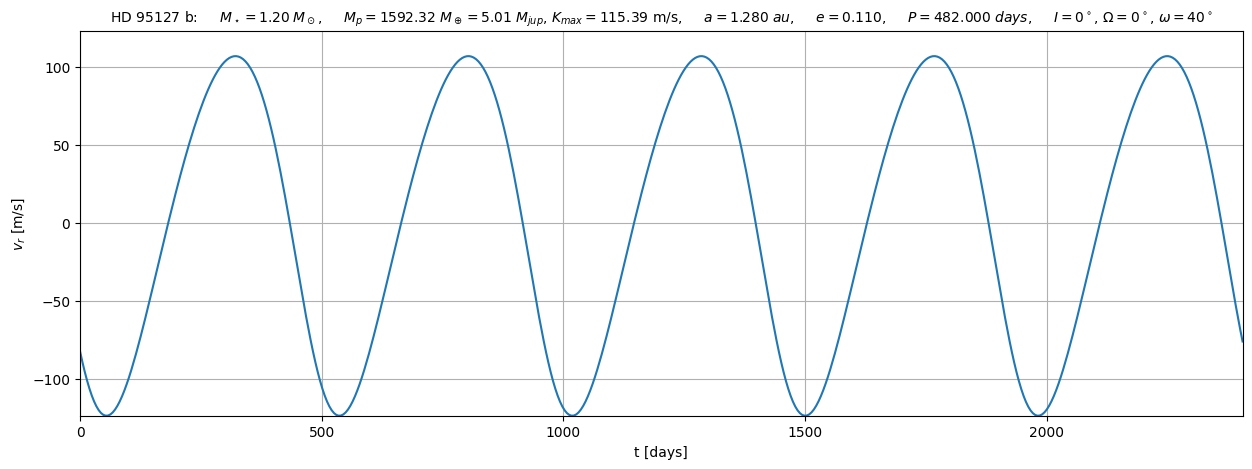 HD 95127 b: M⋆ = 1.20 M⊙, Mp = 1592.32 M⊕ = 5.01 Mjup, Kmax = 115.39 m/s, a = 1.280 au, e = 0.110, P = 482.000 days, I = 0°, Ω = 0°, ω = 40°
100
50
0
−50
−100
vr [m/s]
0 500 1000 1500 2000
t [days]